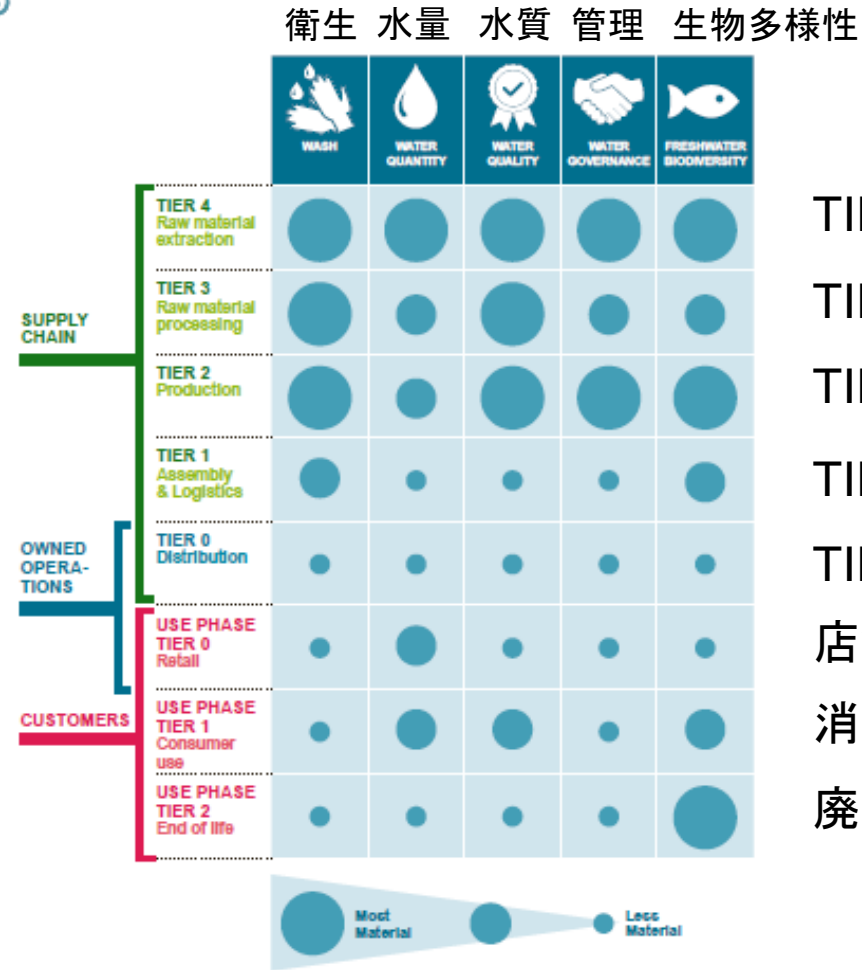 衛生 水量 水質 管理 生物多様性
WASH
WATER
QUANTITY
WATER
QUALITY
WATER
GOVERNANCE
FRESHWATER
BIODIVERSITY
SUPPLY
CHAIN
OWNED
OPERA-
TIONS
CUSTOMERS
TIER 4
Raw material
extraction
TIER 3
Raw material
processing
TIER 2
Production
TIER 1
Assembly
& Logistics
TIER 0
Distribution
USE PHASE
TIER 0
Retail
USE PHASE
TIER 1
Consumer
use
USE PHASE
TIER 2
End of life
店
消
廃
Most
Material
Less
Material